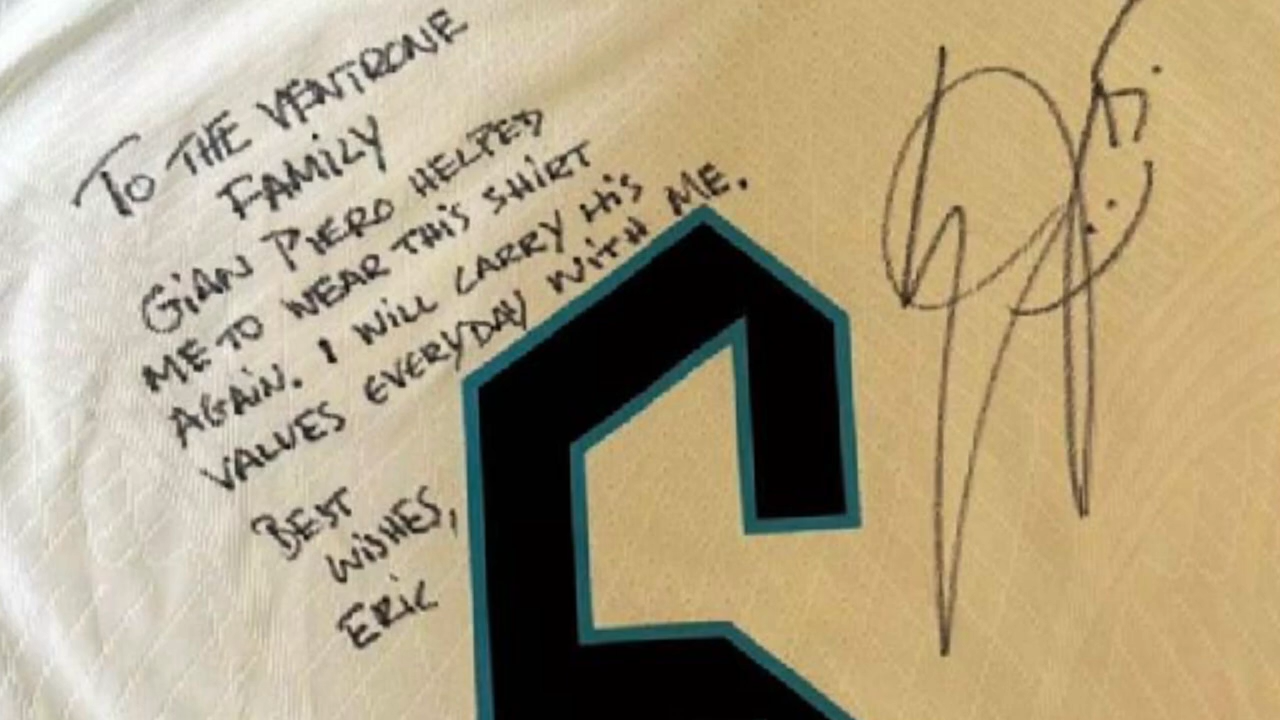 TO THE VENTRONE
FAMILY
GIAN PIERO HELPED
ME TO WEAR THIS SHIRT
AGAIN. I WILL CARRY HIS
VALUES EVERYDAY WITH ME.
BEST
WISHES,
ERIC